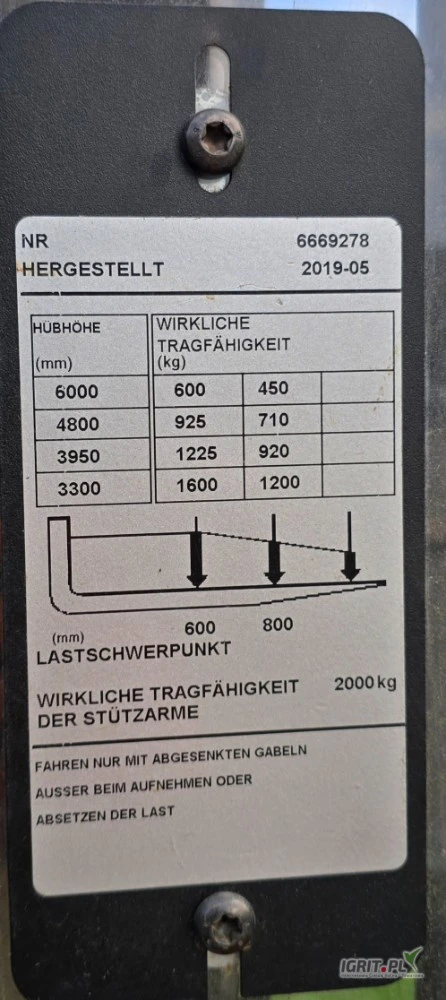 NR 6669278
HERGESTELLT 2019-05
HÜBHÖHE WIRKLICHE
TRAGFÄHIGKEIT
(mm) (kg)
6000 600 450
4800 925 710
3950 1225 920
3300 1600 1200
(mm) 600 800
LASTSCHWERPUNKT
WIRKLICHE TRAGFÄHIGKEIT 2000kg
DER STÜTZARME
FAHREN NUR MIT ABGESENKTEN GABELN
AUSSER BEIM AUFNEHMEN ODER
ABSETZEN DER LAST
IGRIT.PL